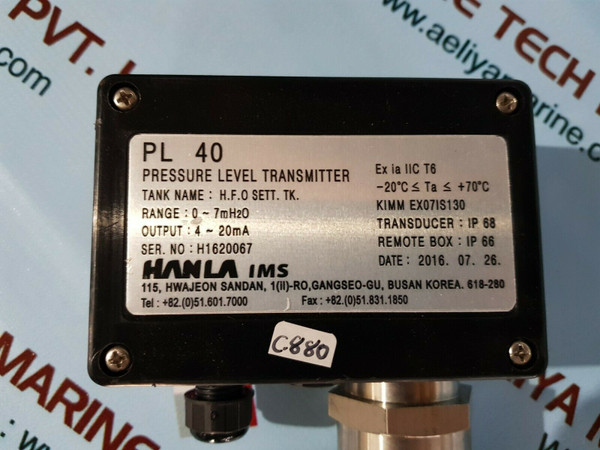 PVT. L
.com
E TECH
www.aeliyamarine.com
PL 40
PRESSURE LEVEL TRANSMITTER
TANK NAME : H.F.O SETT. TK.
RANGE : 0 ~ 7mH2O
OUTPUT : 4 ~ 20mA
SER. NO : H1620067
Ex ia IIC T6
-20°C ≤ Ta ≤ +70°C
KIMM EX07IS130
TRANSDUCER : IP 68
REMOTE BOX : IP 66
DATE : 2016. 07. 26.
HANLA IMS
115, HWAJEON SANDAN, 1(il)-RO,GANGSEO-GU, BUSAN KOREA. 618-280
Tel : +82.(0)51.601.7000 Fax : +82.(0)51.831.1850
C880
MARINE